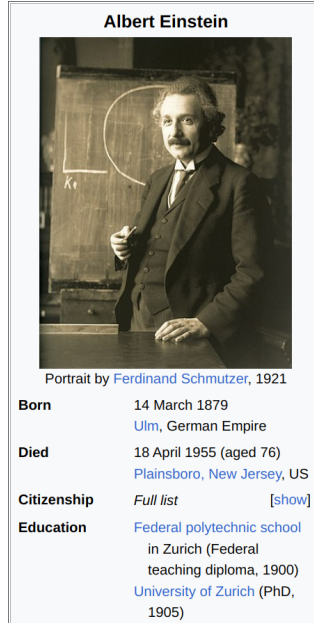 Albert Einstein
Ke
Portrait by Ferdinand Schmutzer, 1921
Born 14 March 1879
Ulm, German Empire
Died 18 April 1955 (aged 76)
Plainsboro, New Jersey, US
Citizenship Full list [show]
Education Federal polytechnic school
in Zurich (Federal
teaching diploma, 1900)
University of Zurich (PhD,
1905)